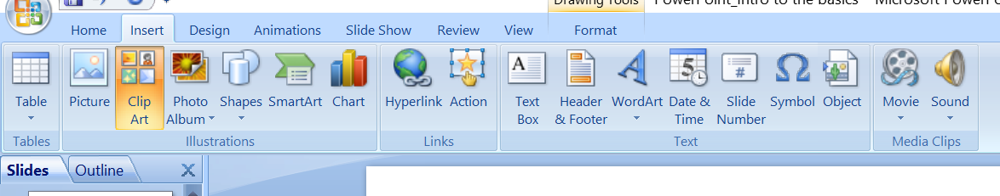 Drawing Tools PowerPoint_Intro to the basics - Microsoft PowerPo
Home Insert Design Animations Slide Show Review View Format
Table Picture Clip Art Photo Album Shapes SmartArt Chart Hyperlink Action Text Box Header & Footer WordArt Date & Time Slide Number Symbol Object Movie Sound
Tables Illustrations Links Text Media Clips
Slides Outline